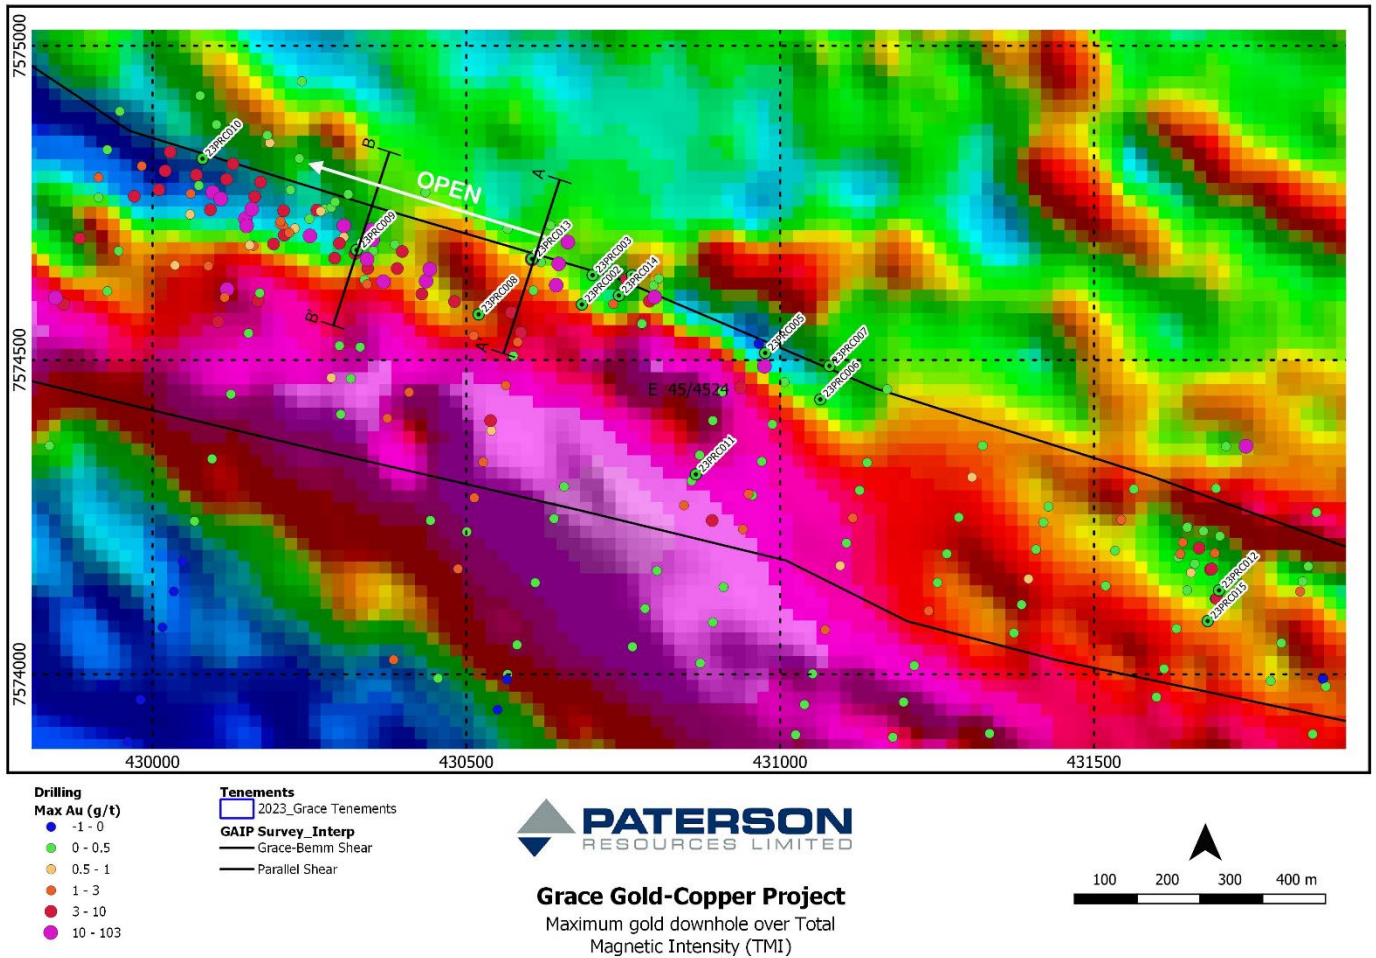 7575000
7574500
7574000
23PRC010
B
OPEN
A
23PRC009
23PRC013
23PRC003
23PRC014
23PRC002
23PRC008
B'
A'
23PRC005
23PRC007
23PRC006
E 45/4524
23PRC011
23PRC012
23PRC015
430000
430500
431000
431500
Drilling
Max Au (g/t)
-1 - 0
0 - 0.5
0.5 - 1
1 - 3
3 - 10
10 - 103
Tenements
2023_Grace Tenements
GAIP Survey_Interp
Grace-Bemm Shear
Parallel Shear
PATERSON
RESOURCES LIMITED
Grace Gold-Copper Project
Maximum gold downhole over Total
Magnetic Intensity (TMI)
100 200 300 400 m